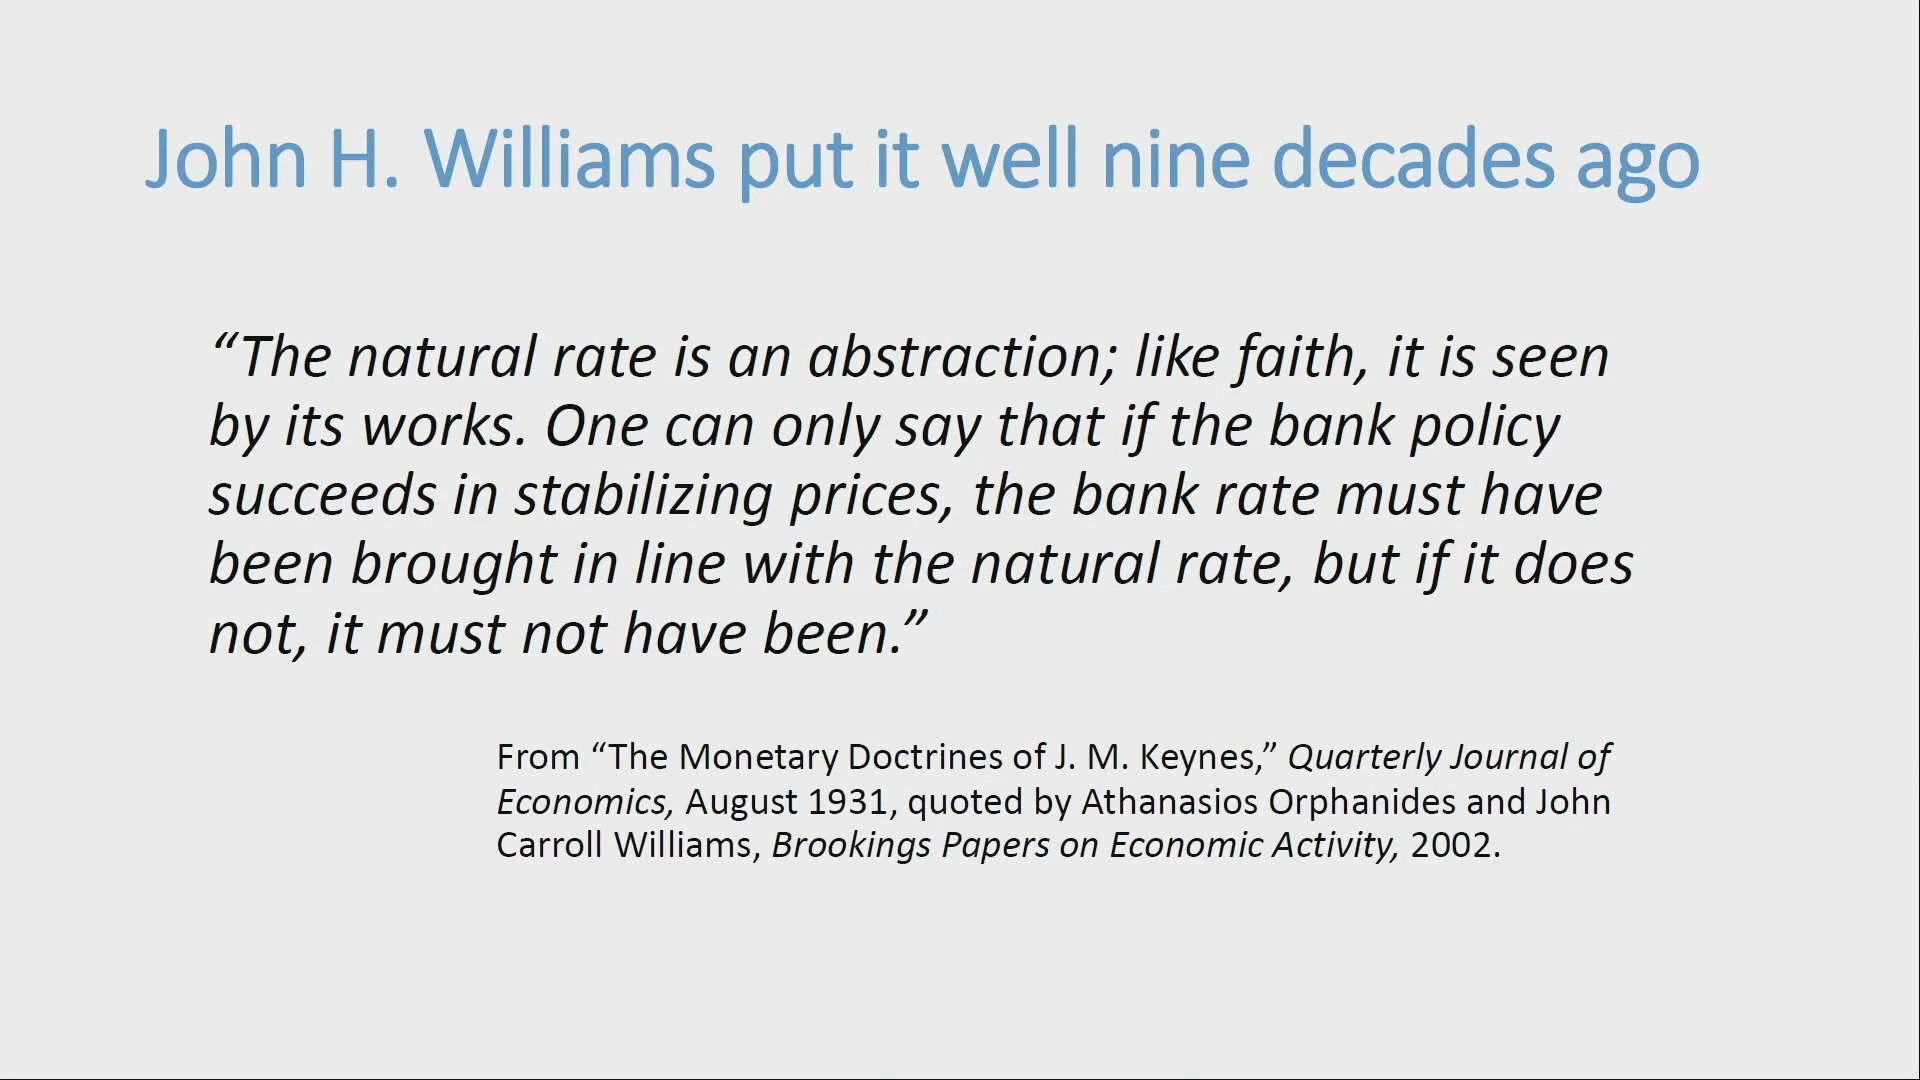 John H. Williams put it well nine decades ago
“The natural rate is an abstraction; like faith, it is seen
by its works. One can only say that if the bank policy
succeeds in stabilizing prices, the bank rate must have
been brought in line with the natural rate, but if it does
not, it must not have been.”
From “The Monetary Doctrines of J. M. Keynes,” Quarterly Journal of
Economics, August 1931, quoted by Athanasios Orphanides and John
Carroll Williams, Brookings Papers on Economic Activity, 2002.